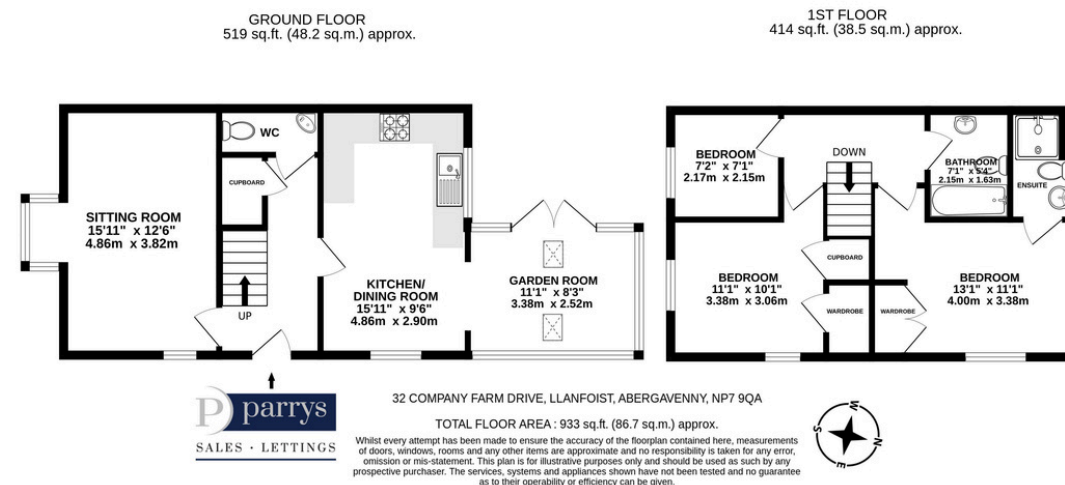 GROUND FLOOR
519 sq.ft. (48.2 sq.m.) approx.
1ST FLOOR
414 sq.ft. (38.5 sq.m.) approx.
WC
CUPBOARD
SITTING ROOM
15'11" x 12'6"
4.86m x 3.82m
UP
KITCHEN/
DINING ROOM
15'11" x 9'6"
4.86m x 2.90m
GARDEN ROOM
11'1" x 8'3"
3.38m x 2.52m
BEDROOM
7'2" x 7'1"
2.17m x 2.15m
DOWN
BATHROOM
7'1" x 5'4"
2.15m x 1.63m
ENSUITE
CUPBOARD
BEDROOM
11'1" x 10'1"
3.38m x 3.06m
WARDROBE
WARDROBE
BEDROOM
13'1" x 11'1"
4.00m x 3.38m
P parrys
SALES · LETTINGS
32 COMPANY FARM DRIVE, LLANFOIST, ABERGAVENNY, NP7 9QA
TOTAL FLOOR AREA : 933 sq.ft. (86.7 sq.m.) approx.
Whilst every attempt has been made to ensure the accuracy of the floorplan contained here, measurements
of doors, windows, rooms and any other items are approximate and no responsibility is taken for any error,
omission or mis-statement. This plan is for illustrative purposes only and should be used as such by any
prospective purchaser. The services, systems and appliances shown have not been tested and no guarantee
as to their operability or efficiency can be given.
W
S
N
E